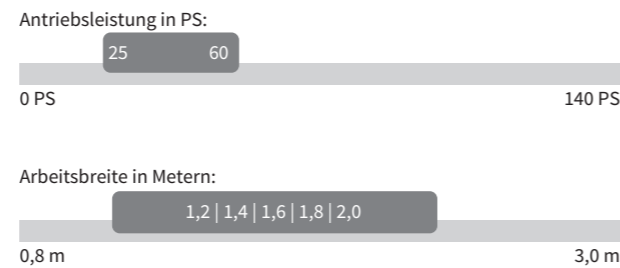 Antriebsleistung in PS:
25 60
0 PS 140 PS
Arbeitsbreite in Metern:
1,2 | 1,4 | 1,6 | 1,8 | 2,0
0,8 m 3,0 m